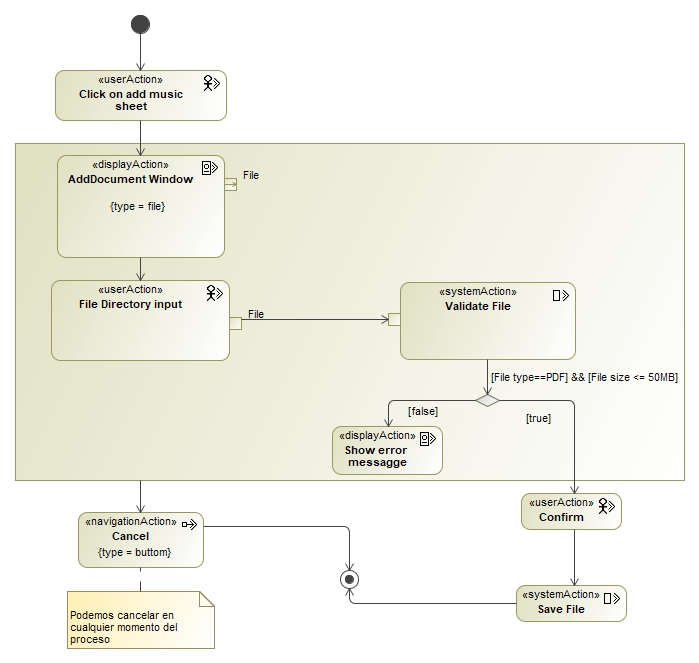 «userAction»
Click on add music
sheet
«displayAction»
AddDocument Window
{type = file}
File
«userAction»
File Directory input
File
«systemAction»
Validate File
[File type==PDF] && [File size <= 50MB]
[false]
[true]
«displayAction»
Show error
messagge
«navigationAction»
Cancel
{type = buttom}
«userAction»
Confirm
«systemAction»
Save File
Podemos cancelar en
cualquier momento del
proceso